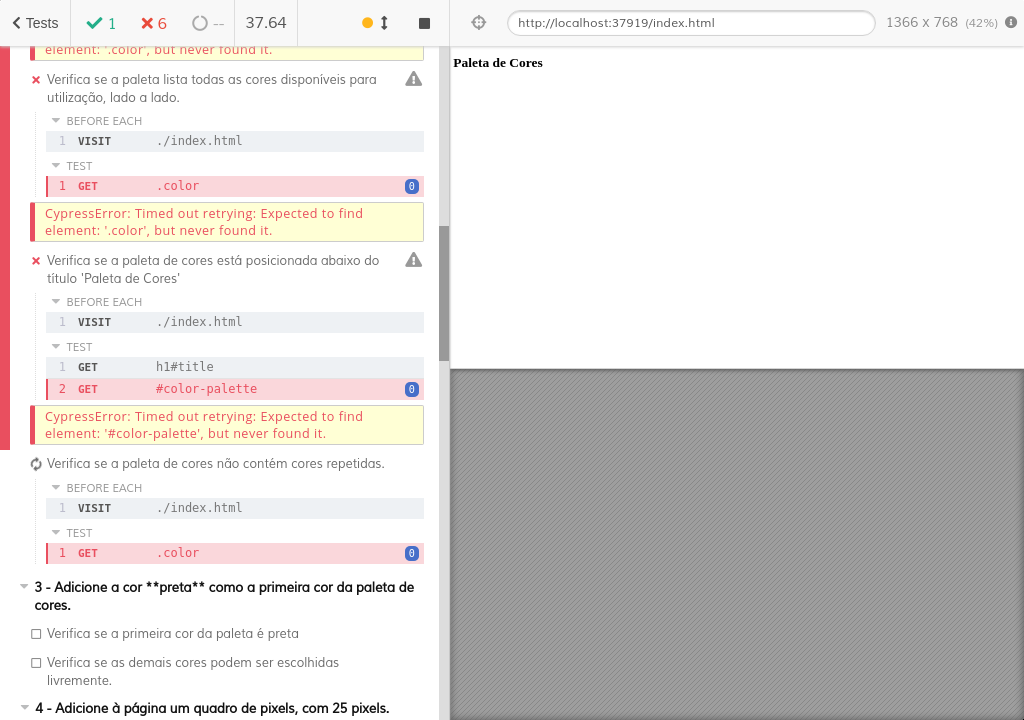 Tests 1 6 -- 37.64 http://localhost:37919/index.html 1366 x 768 (42%)
element: '.color', but never found it.
Verifica se a paleta lista todas as cores disponíveis para
utilização, lado a lado.
BEFORE EACH
1 VISIT ./index.html
TEST
1 GET .color 0
CypressError: Timed out retrying: Expected to find
element: '.color', but never found it.
Verifica se a paleta de cores está posicionada abaixo do
título 'Paleta de Cores'
BEFORE EACH
1 VISIT ./index.html
TEST
1 GET h1#title
2 GET #color-palette 0
CypressError: Timed out retrying: Expected to find
element: '#color-palette', but never found it.
Verifica se a paleta de cores não contém cores repetidas.
BEFORE EACH
1 VISIT ./index.html
TEST
1 GET .color 0
3 - Adicione a cor **preta** como a primeira cor da paleta de
cores.
Verifica se a primeira cor da paleta é preta
Verifica se as demais cores podem ser escolhidas
livremente.
4 - Adicione à página um quadro de pixels, com 25 pixels.
Paleta de Cores